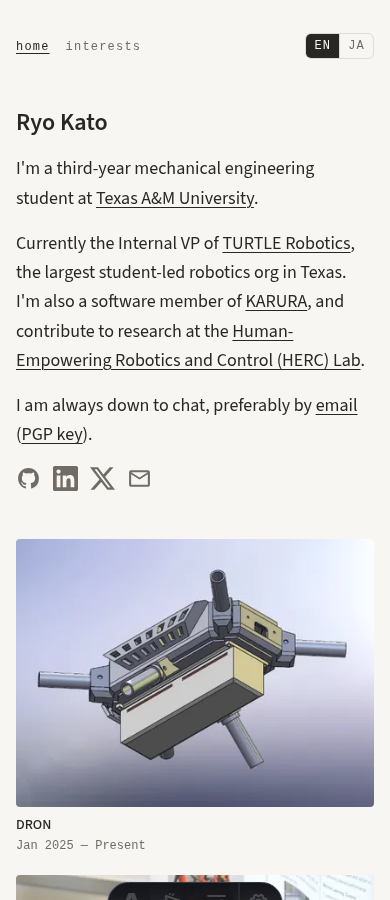 home interests EN JA
Ryo Kato
I'm a third-year mechanical engineering
student at Texas A&M University.
Currently the Internal VP of TURTLE Robotics,
the largest student-led robotics org in Texas.
I'm also a software member of KARURA, and
contribute to research at the Human-
Empowering Robotics and Control (HERC) Lab.
I am always down to chat, preferably by email
(PGP key).
DRON
Jan 2025 — Present